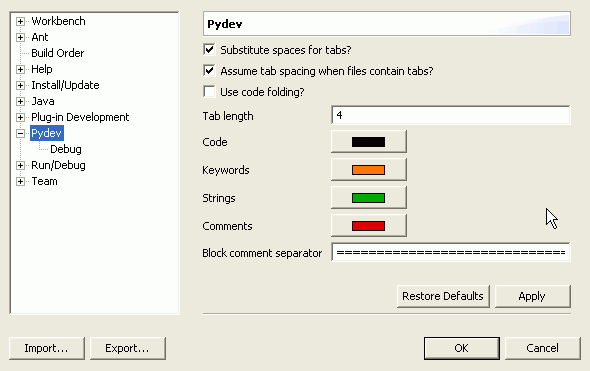 Workbench
Ant
Build Order
Help
Install/Update
Java
Plug-in Development
Pydev
Debug
Run/Debug
Team
Pydev
Substitute spaces for tabs?
Assume tab spacing when files contain tabs?
Use code folding?
Tab length 4
Code
Keywords
Strings
Comments
Block comment separator ===========================
Restore Defaults Apply
Import... Export... OK Cancel